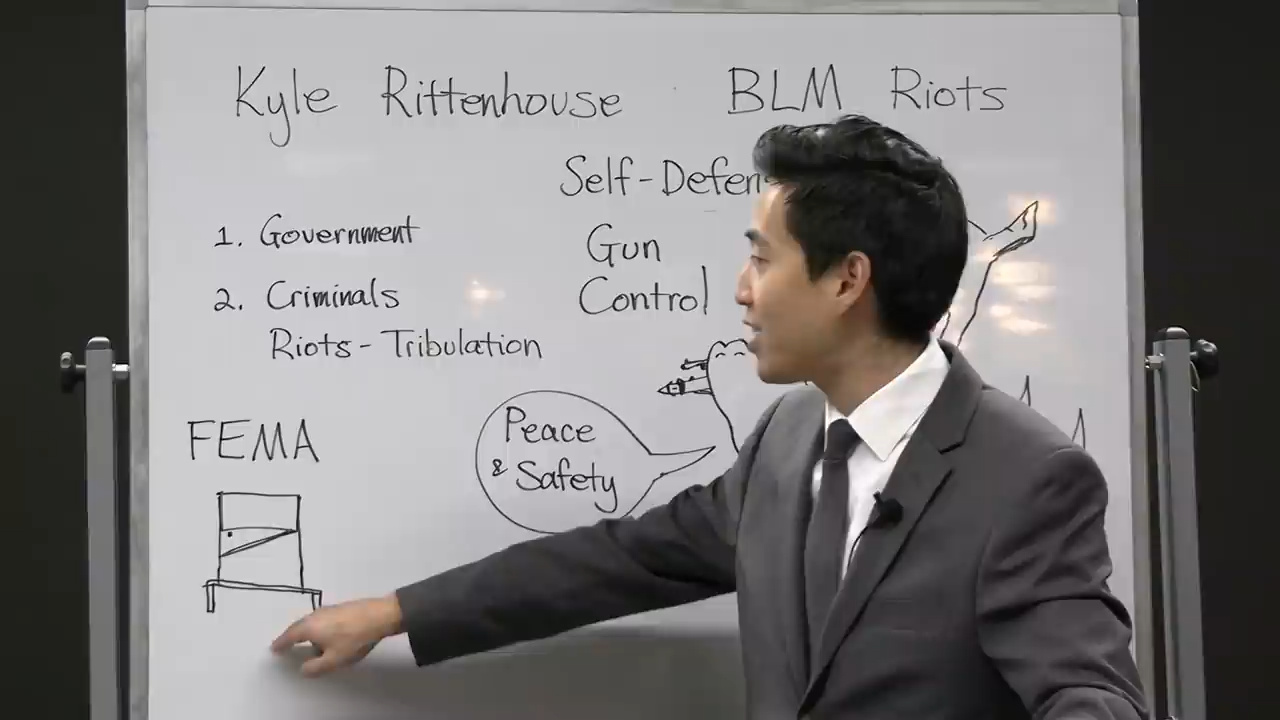 Kyle Rittenhouse BLM Riots
Self-Defen
1. Government
Gun
2. Criminals
Control
Riots - Tribulation
FEMA
Peace
& Safety